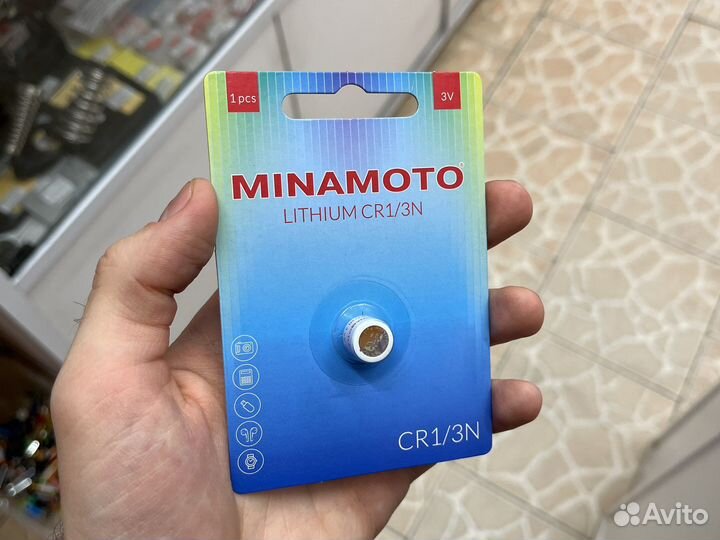 1 pcs
3V
MINAMOTO®
LITHIUM CR1/3N
CR1/3N
Avito